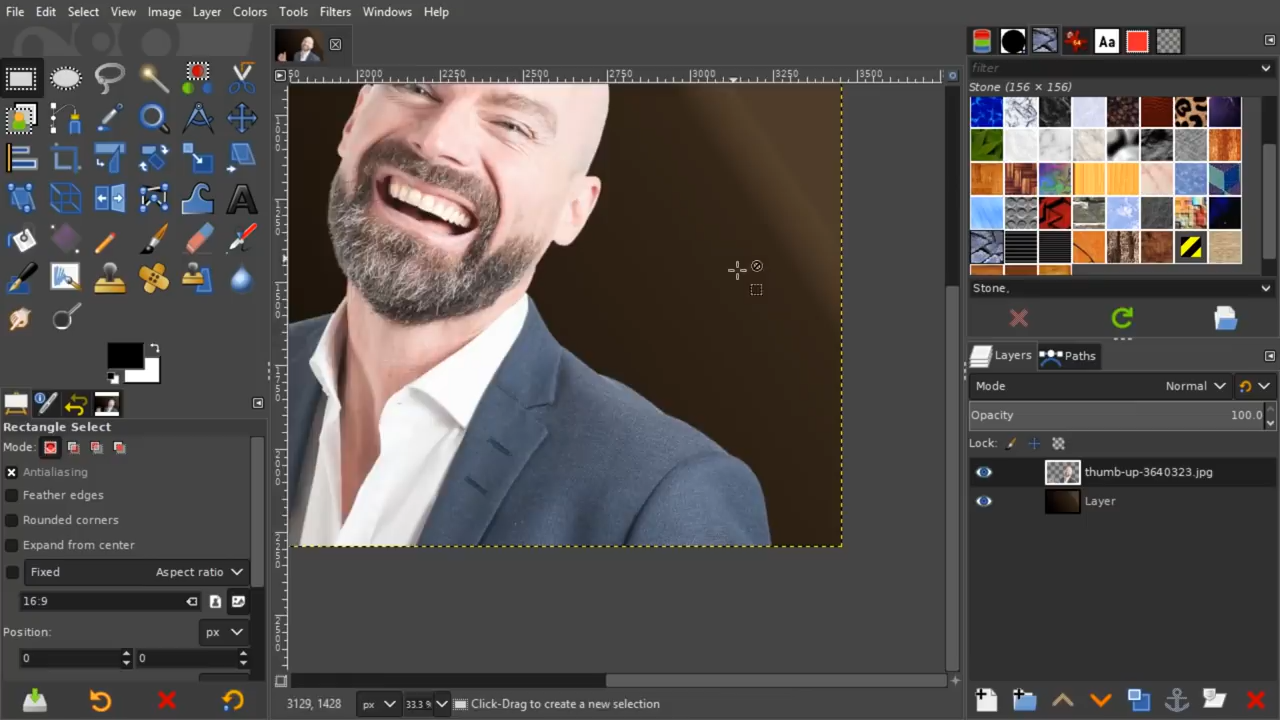 File Edit Select View Image Layer Colors Tools Filters Windows Help
50 2000 2250 2500 2750 3000 3250 3500
Aa
filter
Stone (156 × 156)
Stone,
Layers Paths
Mode Normal
Opacity 100.0
Lock:
thumb-up-3640323.jpg
Layer
Rectangle Select
Mode:
Antialiasing
Feather edges
Rounded corners
Expand from center
Fixed Aspect ratio
16:9
Position: px
0 0
3129, 1428 px 33.3 % Click-Drag to create a new selection